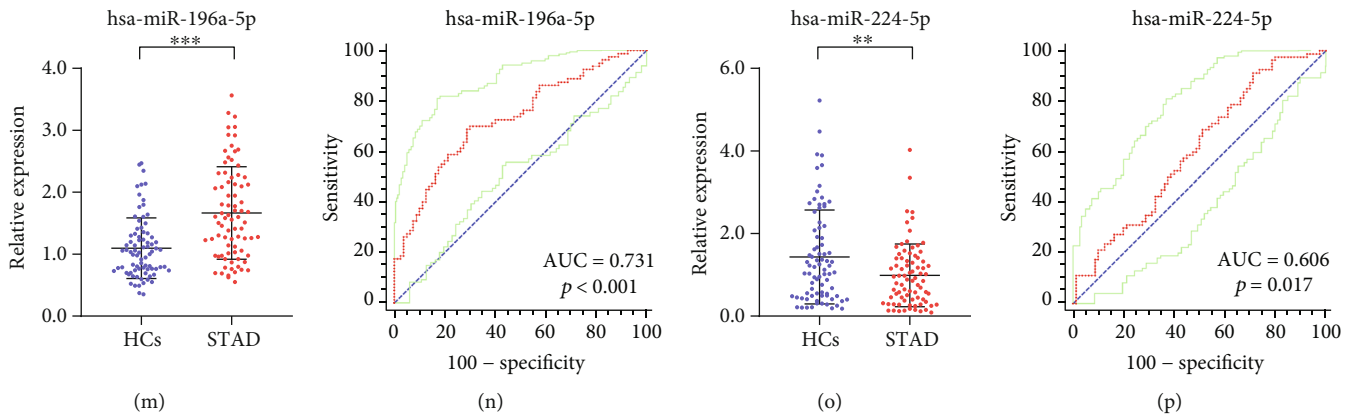 hsa-miR-196a-5p
***
Relative expression
4.0
3.0
2.0
1.0
0.0
HCs
STAD
(m)
hsa-miR-196a-5p
Sensitivity
100
80
60
40
20
0
AUC = 0.731
p < 0.001
0 20 40 60 80 100
100 − specificity
(n)
hsa-miR-224-5p
**
Relative expression
6.0
4.0
2.0
0.0
HCs
STAD
(o)
hsa-miR-224-5p
Sensitivity
100
80
60
40
20
0
AUC = 0.606
p = 0.017
0 20 40 60 80 100
100 − specificity
(p)